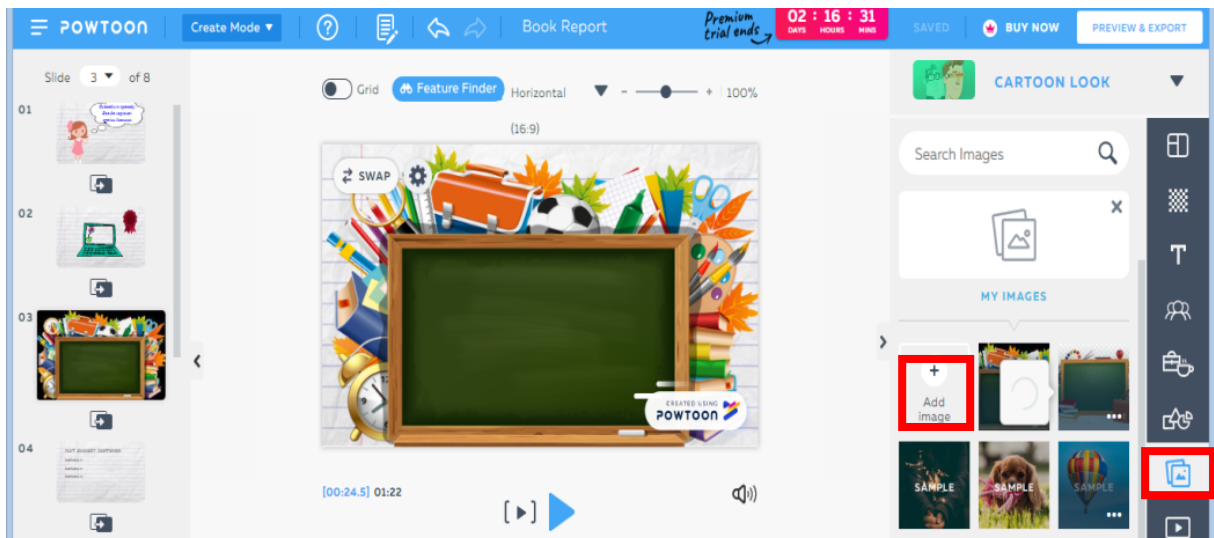 POWTOON
Create Mode ▼
?
Book Report
Premium
trial ends
02 : 16 : 31
DAYS HOURS MINS
SAVED
BUY NOW
PREVIEW & EXPORT
Slide 3 ▼ of 8
01
02
03
04
Grid
Feature Finder
Horizontal ▼
- + 100%
(16:9)
SWAP
CREATED USING
POWTOON
[00:24.5] 01:22
CARTOON LOOK
Search Images
MY IMAGES
+
Add
image
SAMPLE
SAMPLE
SAMPLE
T